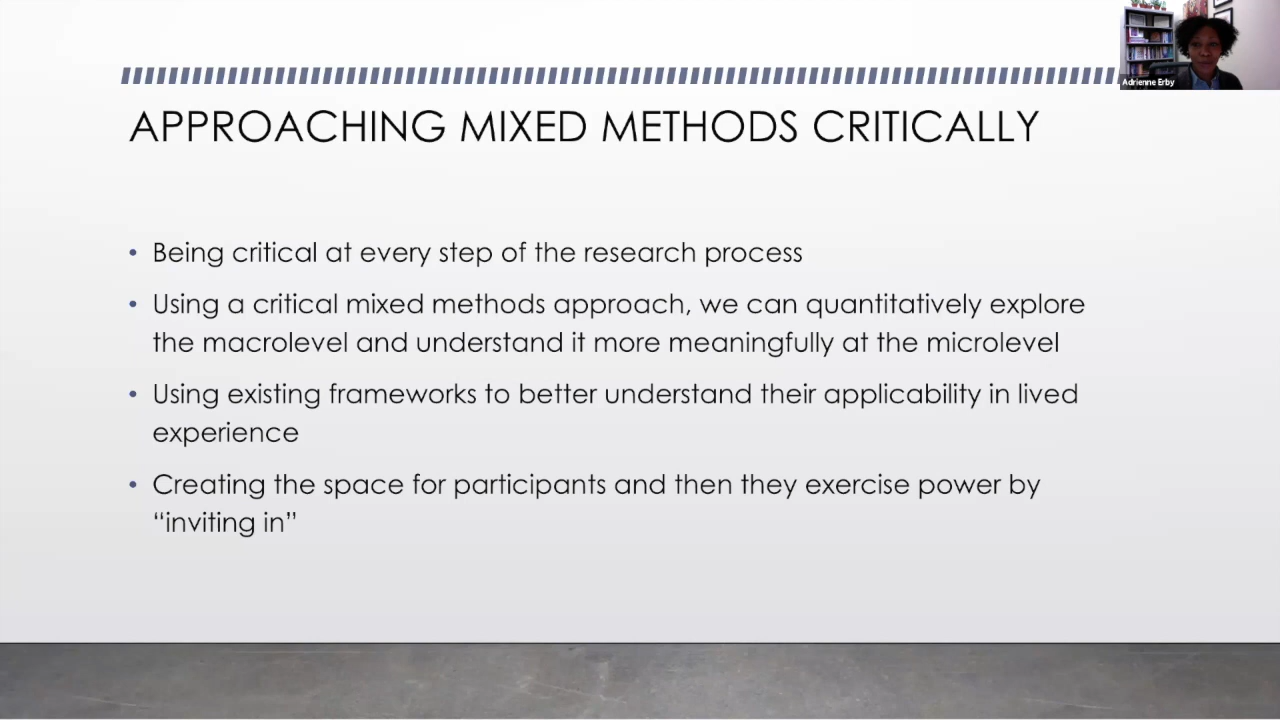 Adrienne Erby
APPROACHING MIXED METHODS CRITICALLY
• Being critical at every step of the research process
• Using a critical mixed methods approach, we can quantitatively explore
the macrolevel and understand it more meaningfully at the microlevel
• Using existing frameworks to better understand their applicability in lived
experience
• Creating the space for participants and then they exercise power by
“inviting in”